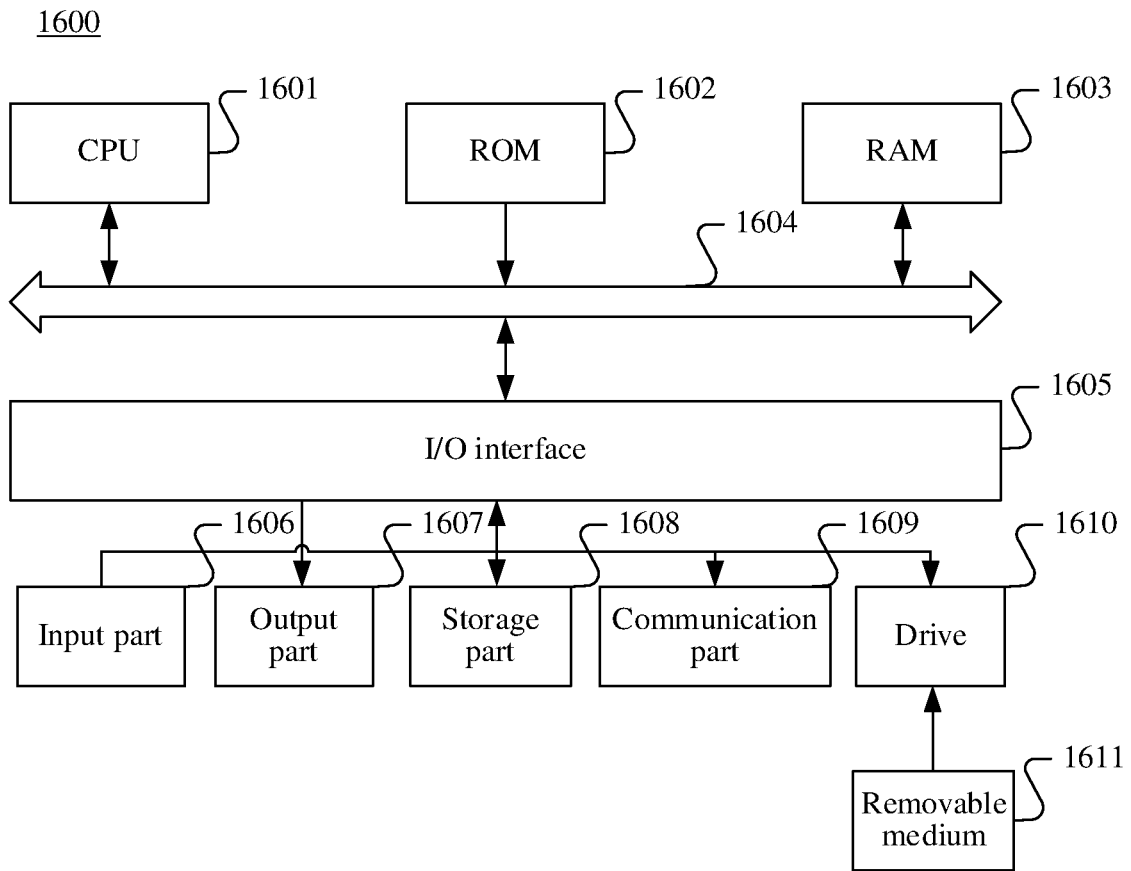 1600
1601
1602
1603
CPU
ROM
RAM
1604
1605
I/O interface
1606
1607
1608
1609
1610
Input part
Output
part
Storage
part
Communication
part
Drive
1611
Removable
medium